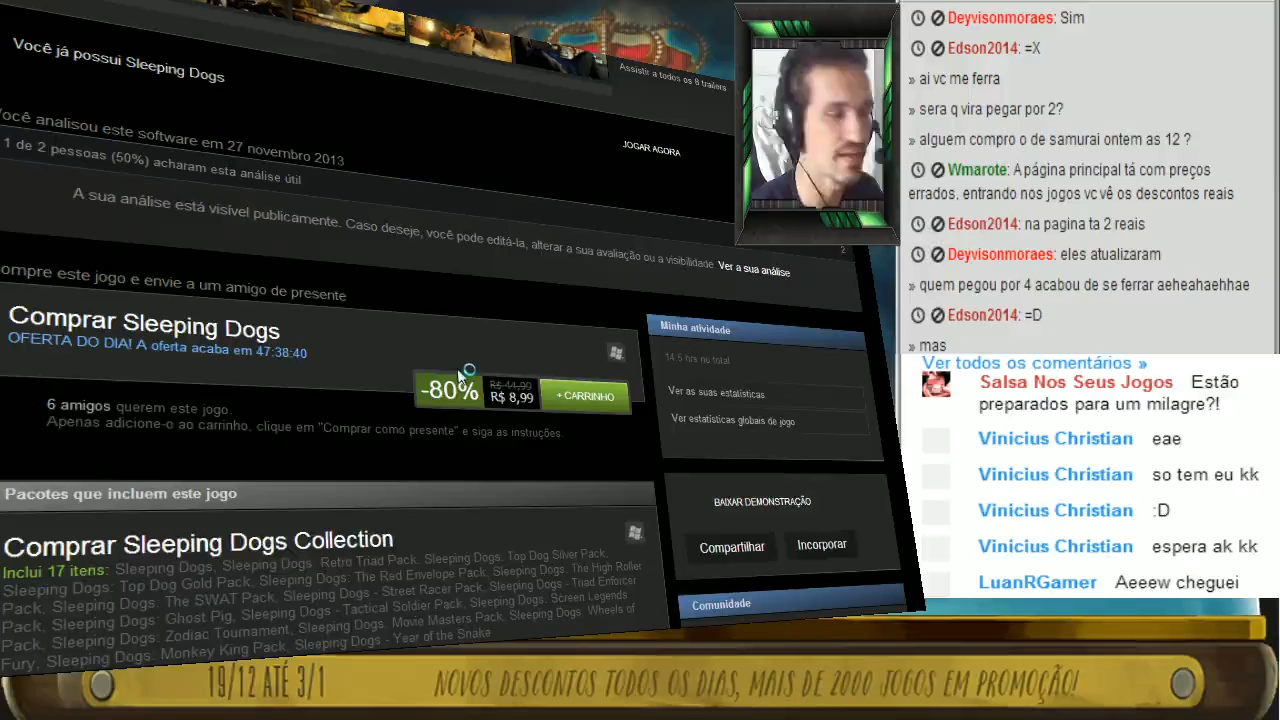 Assistir a todos os 8 trailers
Você já possui Sleeping Dogs
JOGAR AGORA
Você analisou este software em 27 novembro 2013
1 de 2 pessoas (50%) acharam esta análise útil
A sua análise está visível publicamente. Caso deseje, você pode editá-la, alterar a sua avaliação ou a visibilidade. Ver a sua análise
ompre este jogo e envie a um amigo de presente
Comprar Sleeping Dogs
OFERTA DO DIA! A oferta acaba em 47:38:40
-80%
R$ 44,99
R$ 8,99
+ CARRINHO
6 amigos querem este jogo.
Apenas adicione-o ao carrinho, clique em "Comprar como presente" e siga as instruções.
Pacotes que incluem este jogo
Comprar Sleeping Dogs Collection
Inclui 17 itens: Sleeping Dogs, Sleeping Dogs Retro Triad Pack, Sleeping Dogs: Top Dog Silver Pack,
Sleeping Dogs: Top Dog Gold Pack, Sleeping Dogs: The Red Envelope Pack, Sleeping Dogs: The High Roller
Pack, Sleeping Dogs: The SWAT Pack, Sleeping Dogs - Street Racer Pack, Sleeping Dogs - Triad Enforcer
Pack, Sleeping Dogs: Ghost Pig, Sleeping Dogs - Tactical Soldier Pack, Sleeping Dogs: Screen Legends
Pack, Sleeping Dogs: Zodiac Tournament, Sleeping Dogs: Movie Masters Pack, Sleeping Dogs: Wheels of
Fury, Sleeping Dogs: Monkey King Pack, Sleeping Dogs - Year of the Snake
Minha atividade
14.5 hrs no total
Ver as suas estatísticas
Ver estatísticas globais de jogo
BAIXAR DEMONSTRAÇÃO
Compartilhar
Incorporar
Comunidade
Deyvisonmoraes: Sim
Edson2014: =X
» ai vc me ferra
» sera q vira pegar por 2?
» alguem compro o de samurai ontem as 12 ?
Wmarote: A página principal tá com preços
errados, entrando nos jogos vc vê os descontos reais
Edson2014: na pagina ta 2 reais
Deyvisonmoraes: eles atualizaram
» quem pegou por 4 acabou de se ferrar aeheahaehhae
Edson2014: =D
» mas
Ver todos os comentários »
Salsa Nos Seus Jogos Estão
preparados para um milagre?!
Vinicius Christian eae
Vinicius Christian so tem eu kk
Vinicius Christian :D
Vinicius Christian espera ak kk
LuanRGamer Aeeew cheguei
19/12 ATÉ 3/1
NOVOS DESCONTOS TODOS OS DIAS, MAIS DE 2000 JOGOS EM PROMOÇÃO!